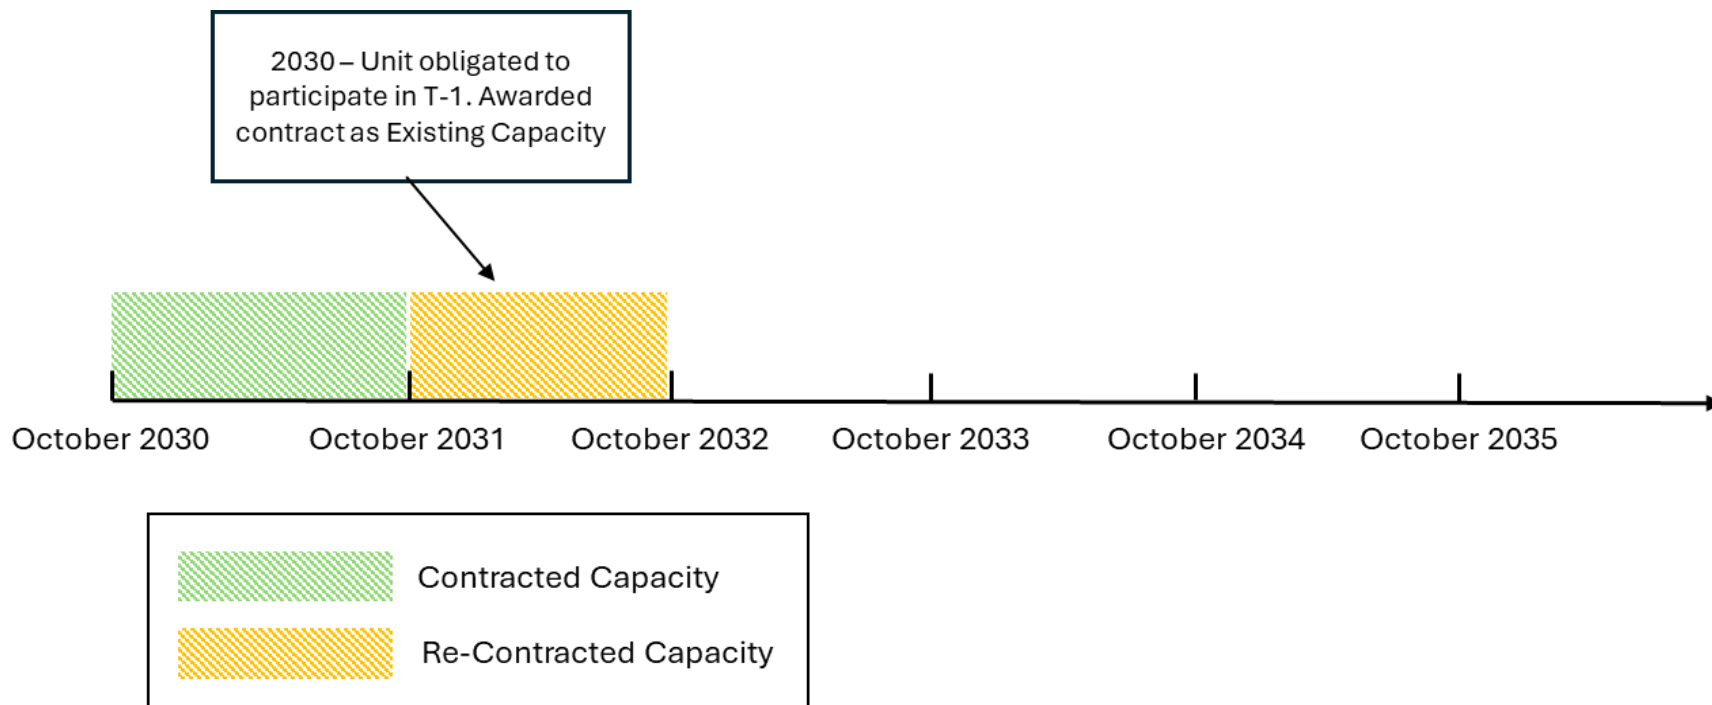 2030 – Unit obligated to
participate in T-1. Awarded
contract as Existing Capacity
October 2030
October 2031
October 2032
October 2033
October 2034
October 2035
Contracted Capacity
Re-Contracted Capacity